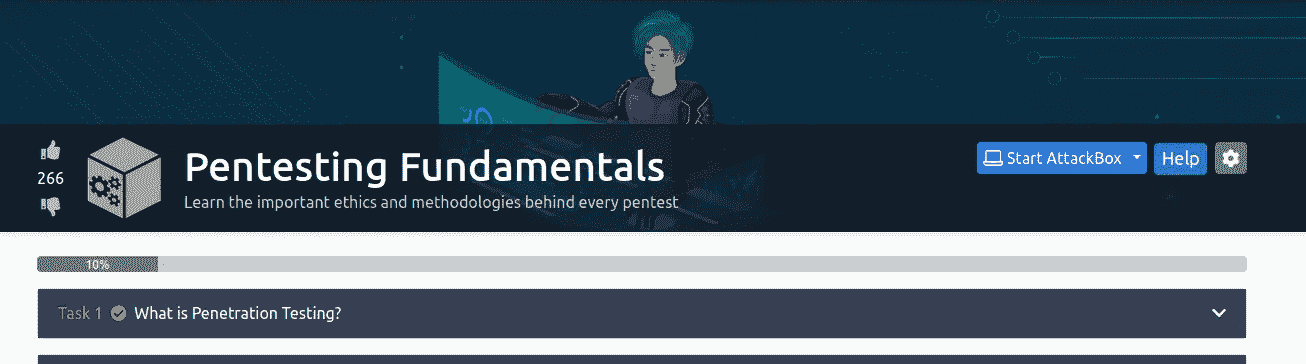 266
Pentesting Fundamentals
Learn the important ethics and methodologies behind every pentest
Start AttackBox
Help
10%
Task 1 What is Penetration Testing?